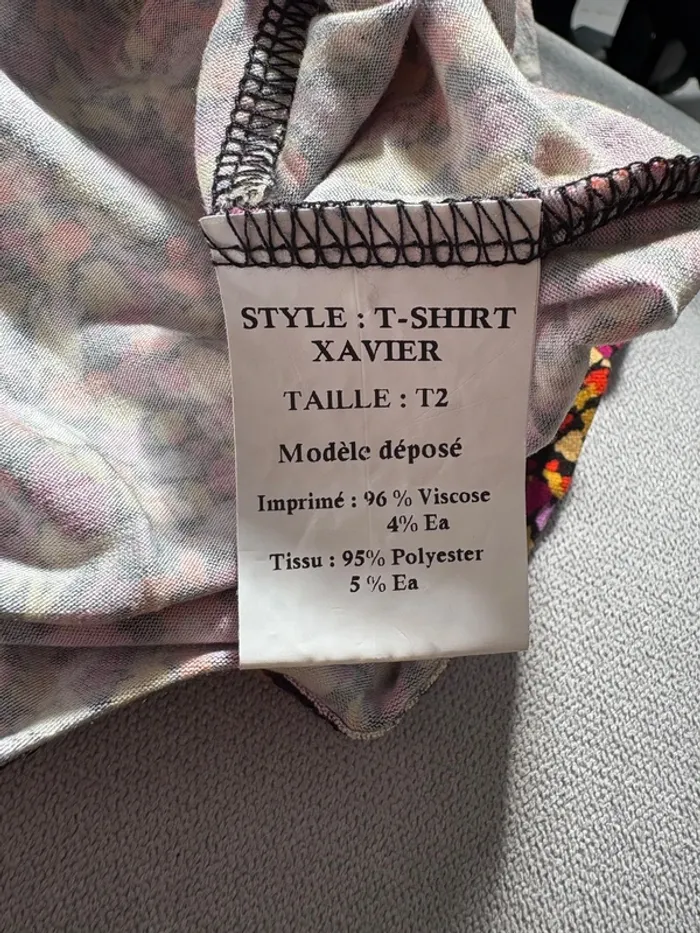 STYLE : T-SHIRT
XAVIER
TAILLE : T2
Modèle déposé
Imprimé : 96 % Viscose
4% Ea
Tissu : 95% Polyester
5 % Ea